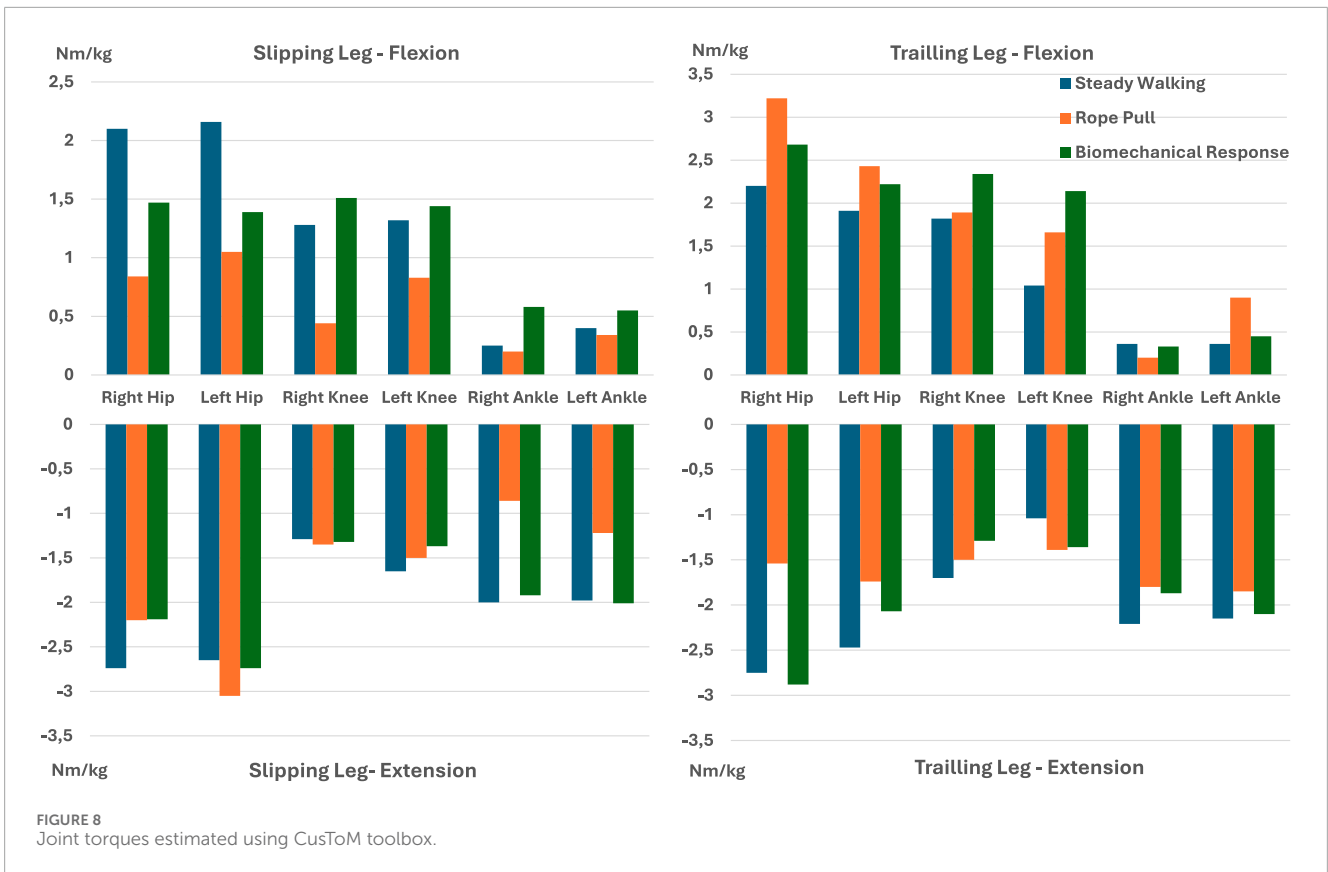 Nm/kg
Slipping Leg - Flexion
2,5
2
1,5
1
0,5
0
Right Hip Left Hip Right Knee Left Knee Right Ankle Left Ankle
0
-0,5
-1
-1,5
-2
-2,5
-3
-3,5
Nm/kg
Slipping Leg- Extension
Nm/kg
Trailling Leg - Flexion
3,5
3
2,5
2
1,5
1
0,5
0
Steady Walking
Rope Pull
Biomechanical Response
Right Hip Left Hip Right Knee Left Knee Right Ankle Left Ankle
0
-0,5
-1
-1,5
-2
-2,5
-3
-3,5
Nm/kg
Trailling Leg - Extension
FIGURE 8
Joint torques estimated using CusToM toolbox.